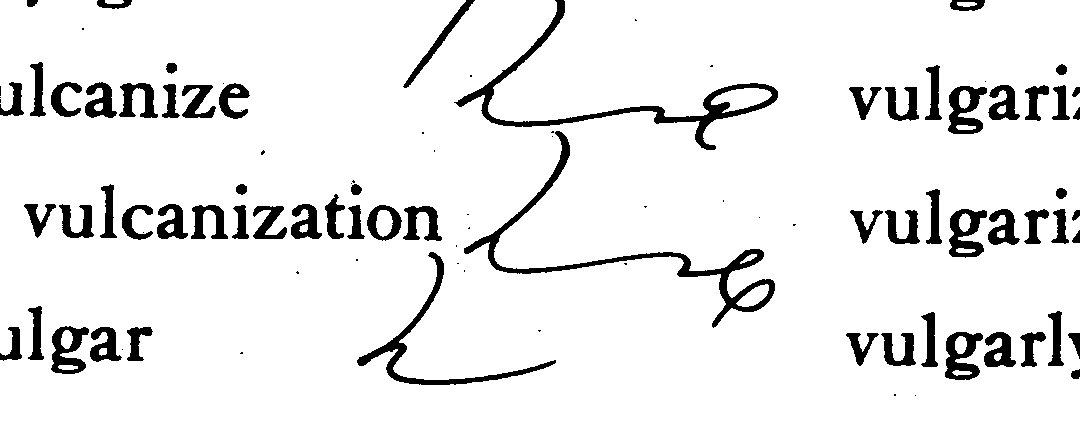 ulcanize vulgariz
vulcanization vulgariz
ulgar vulgarly